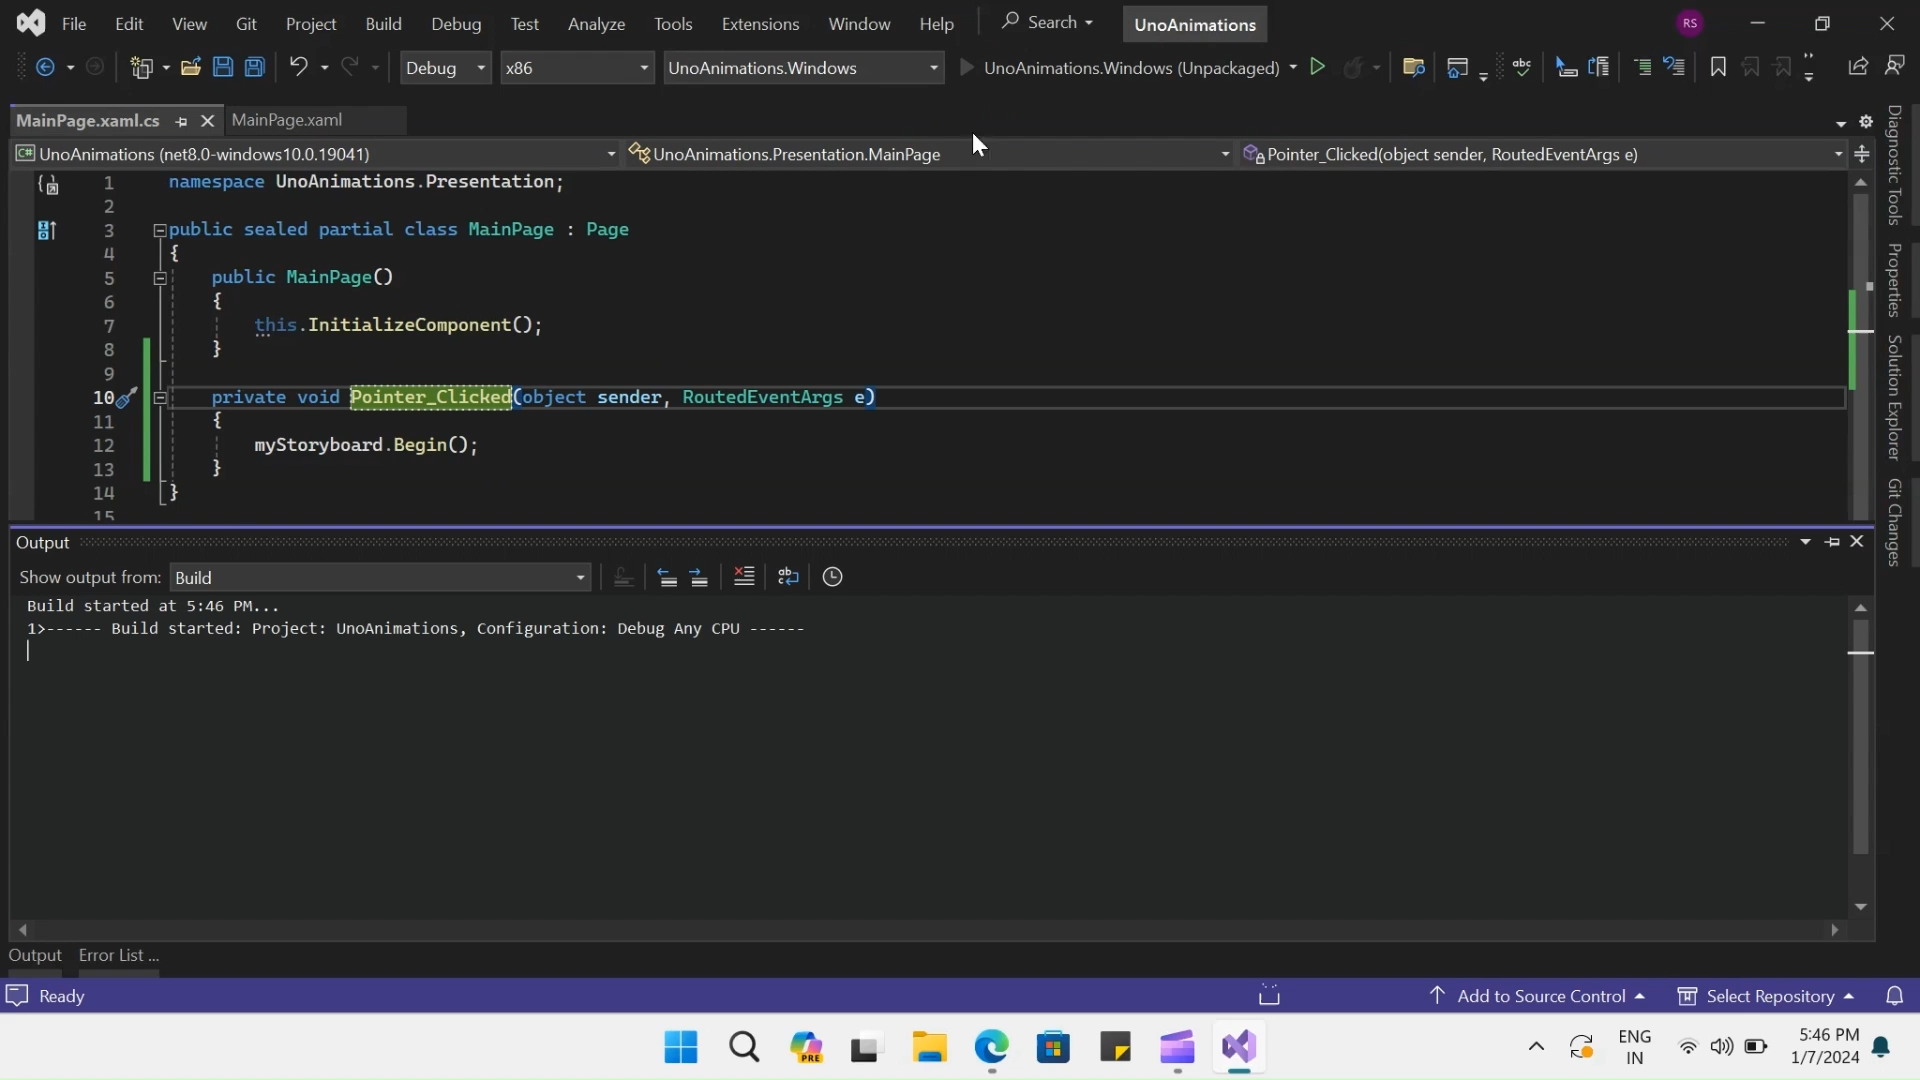 File Edit View Git Project Build Debug Test Analyze Tools Extensions Window Help Search UnoAnimations RS
Debug x86 UnoAnimations.Windows UnoAnimations.Windows (Unpackaged)
MainPage.xaml.cs MainPage.xaml
C# UnoAnimations (net8.0-windows10.0.19041) UnoAnimations.Presentation.MainPage Pointer_Clicked(object sender, RoutedEventArgs e)
1 namespace UnoAnimations.Presentation;
2
3 public sealed partial class MainPage : Page
4 {
5 public MainPage()
6 {
7 this.InitializeComponent();
8 }
9
10 private void Pointer_Clicked(object sender, RoutedEventArgs e)
11 {
12 myStoryboard.Begin();
13 }
14 }
15
Diagnostic Tools
Properties
Solution Explorer
Git Changes
Output
Show output from: Build
Build started at 5:46 PM...
1>------ Build started: Project: UnoAnimations, Configuration: Debug Any CPU ------
Output Error List ...
Ready Add to Source Control Select Repository
PRE
ENG
IN
5:46 PM
1/7/2024